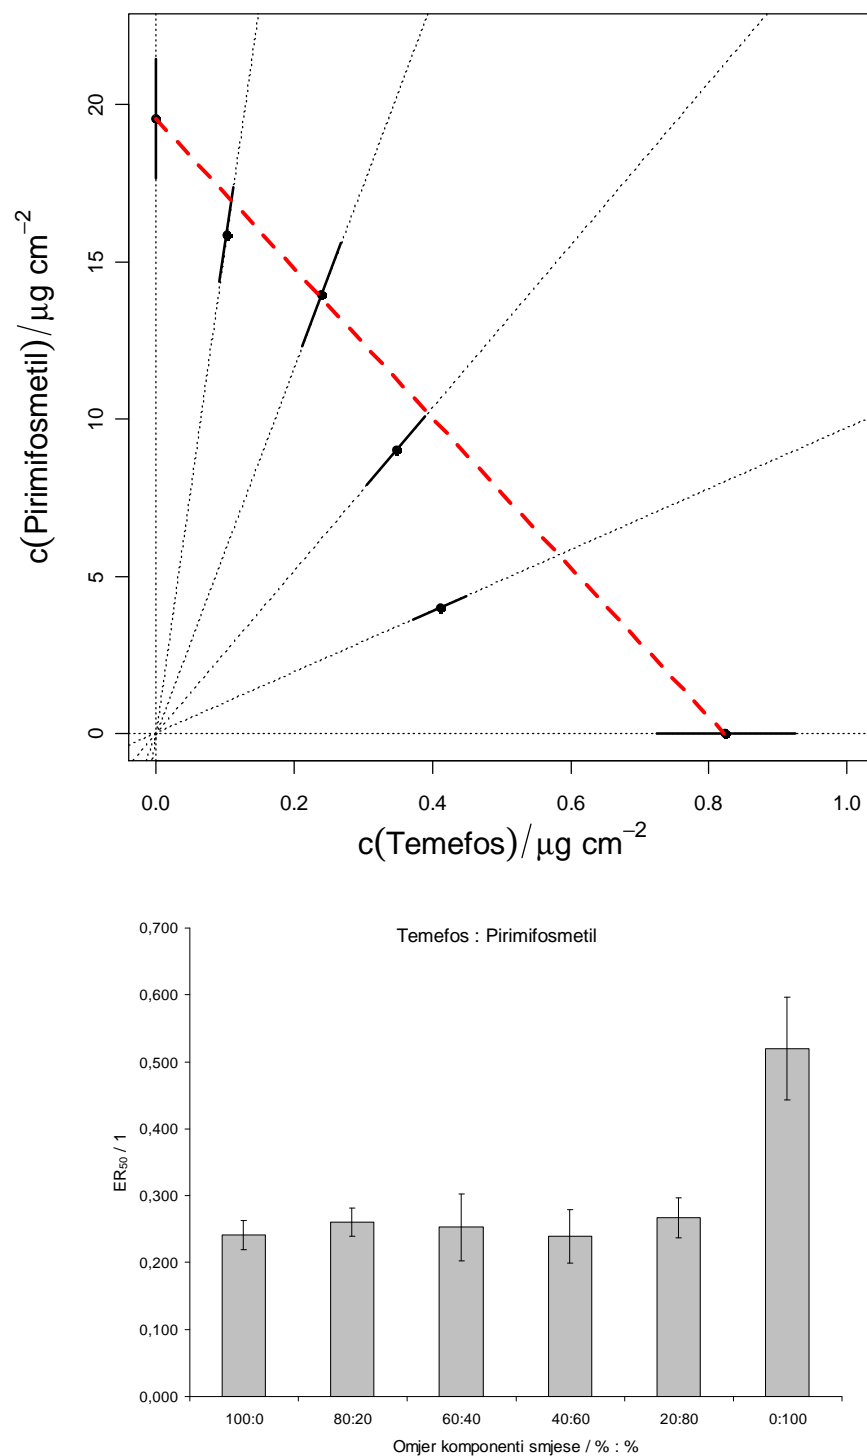 20
15
10
5
0
c(Pirimifosmetil)/μg cm⁻²
0.0 0.2 0.4 0.6 0.8 1.0
c(Temefos)/μg cm⁻²
Temefos : Pirimifosmetil
0,700
0,600
0,500
0,400
0,300
0,200
0,100
0,000
ER₅₀ / 1
100:0 80:20 60:40 40:60 20:80 0:100
Omjer komponenti smjese / % : %